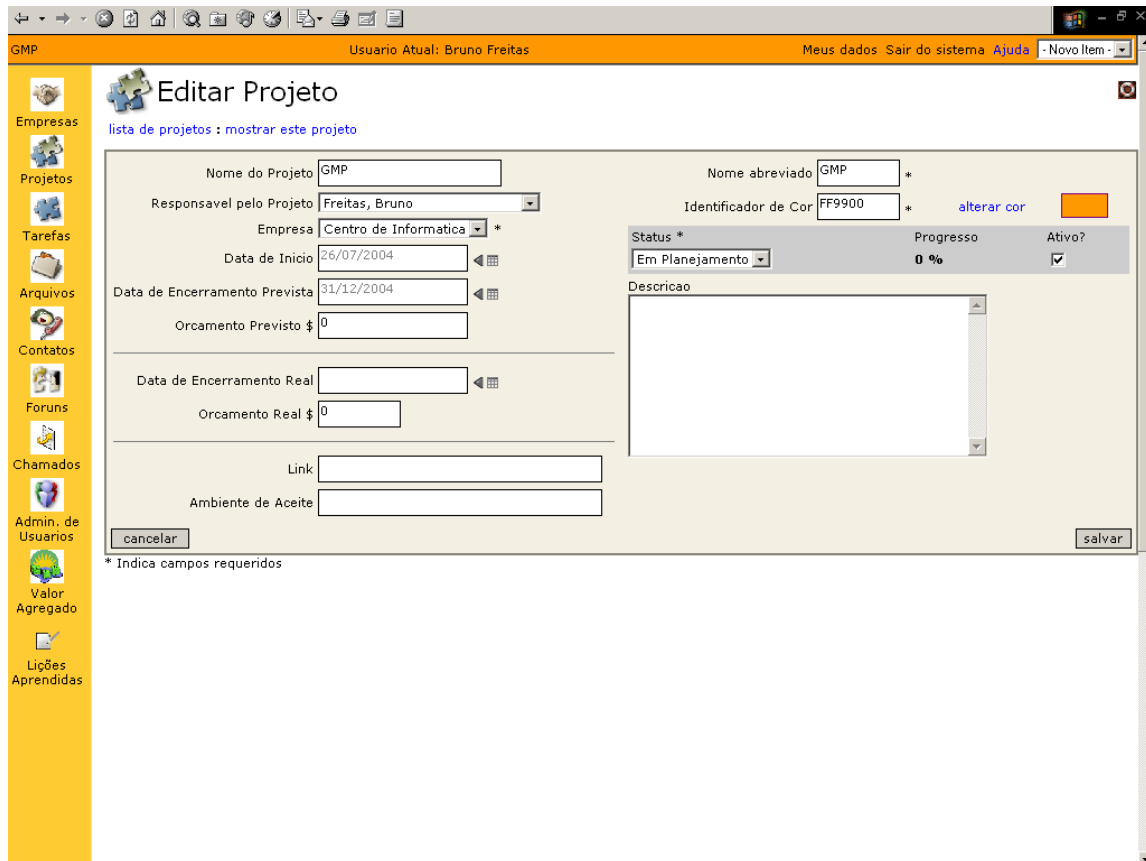 GMP Usuario Atual: Bruno Freitas Meus dados Sair do sistema Ajuda - Novo Item -
Empresas
Projetos
Tarefas
Arquivos
Contatos
Foruns
Chamados
Admin. de
Usuarios
Valor
Agregado
Lições
Aprendidas
Editar Projeto
lista de projetos : mostrar este projeto
Nome do Projeto GMP
Responsavel pelo Projeto Freitas, Bruno
Empresa Centro de Informatica *
Data de Inicio 26/07/2004
Data de Encerramento Prevista 31/12/2004
Orcamento Previsto $ 0
Data de Encerramento Real
Orcamento Real $ 0
Link
Ambiente de Aceite
Nome abreviado GMP *
Identificador de Cor FF9900 * alterar cor
Status * Progresso Ativo?
Em Planejamento 0 %
Descricao
cancelar salvar
* Indica campos requeridos